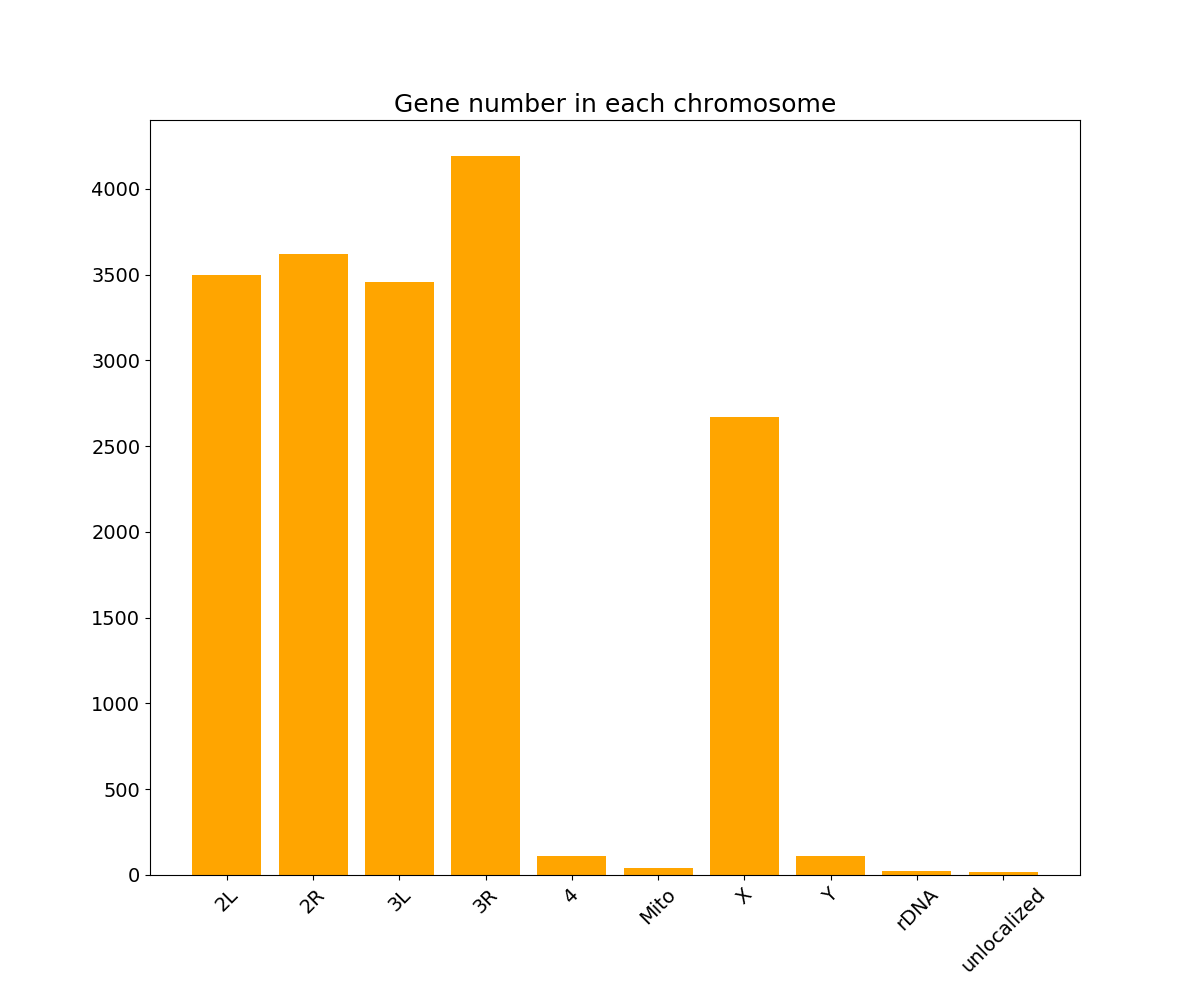 Gene number in each chromosome
4000
3500
3000
2500
2000
1500
1000
500
0
2L
2R
3L
3R
4
Mito
X
Y
rDNA
unlocalized